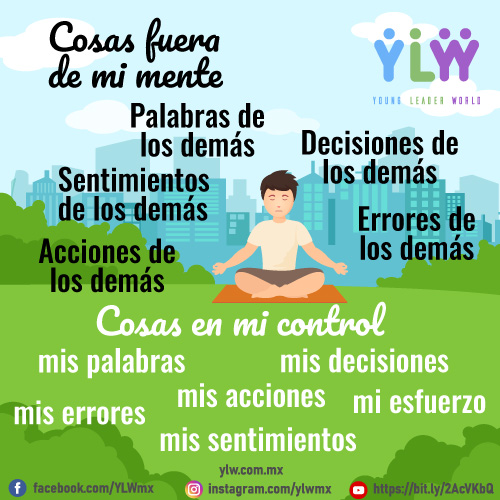 Cosas fuera
de mi mente
YLW
YOUNG LEADER WORLD
Palabras de
los demás
Decisiones de
los demás
Sentimientos
de los demás
Errores de
los demás
Acciones de
los demás
Cosas en mi control
mis palabras
mis decisiones
mis acciones
mi esfuerzo
mis errores
mis sentimientos
ylw.com.mx
facebook.com/YLWmx
instagram.com/ylwmx
https://bit.ly/2AcVKbQ